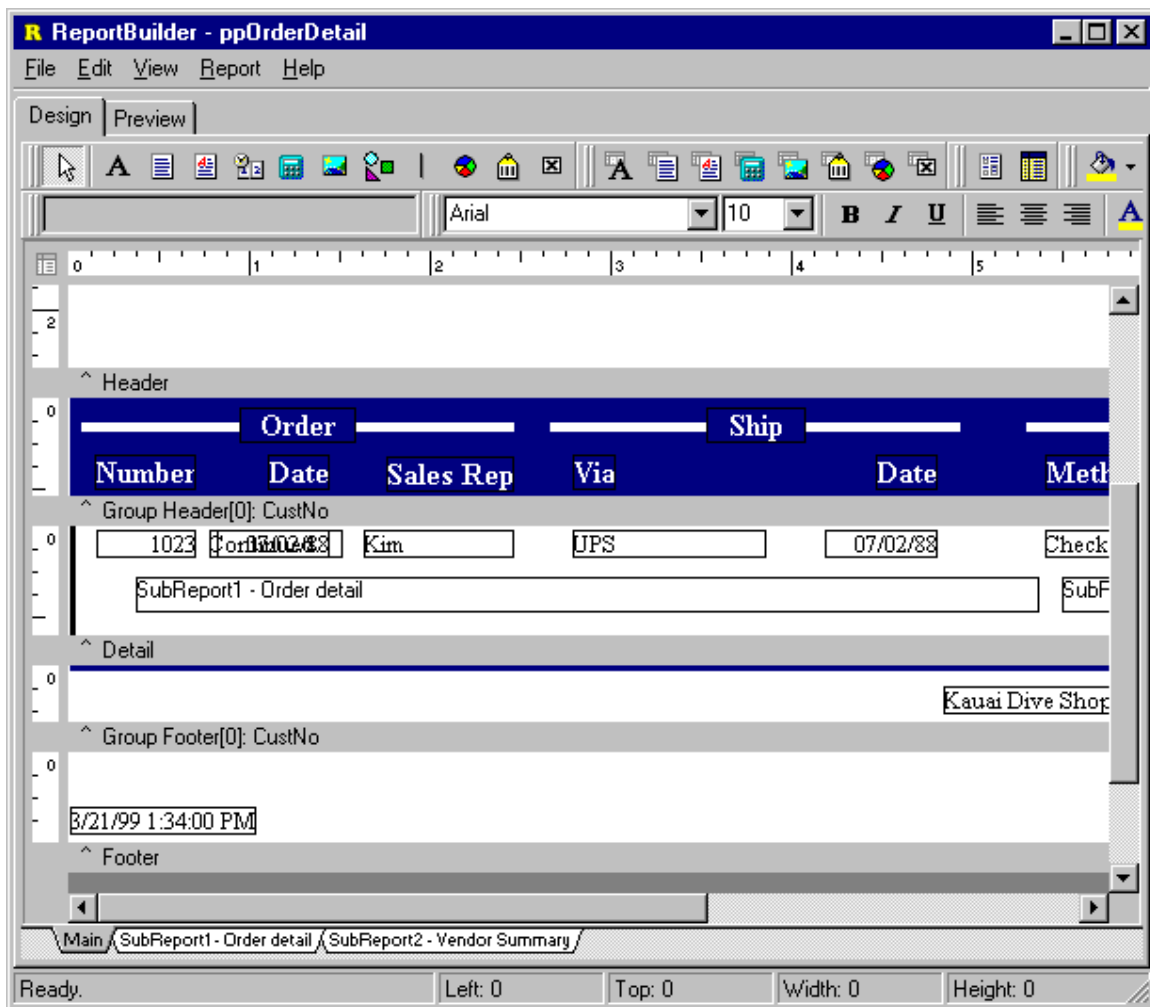 R ReportBuilder - ppOrderDetail
File Edit View Report Help
Design Preview
Arial 10 B I U A
0 1 2 3 4 5
2
^ Header
0
Order Ship
Number Date Sales Rep Via Date Meth
^ Group Header[0]: CustNo
0
1023 07/02/88 Kim UPS 07/02/88 Check
SubReport1 - Order detail SubF
^ Detail
0
Kauai Dive Shop
^ Group Footer[0]: CustNo
0
3/21/99 1:34:00 PM
^ Footer
Main SubReport1 - Order detail SubReport2 - Vendor Summary
Ready. Left: 0 Top: 0 Width: 0 Height: 0